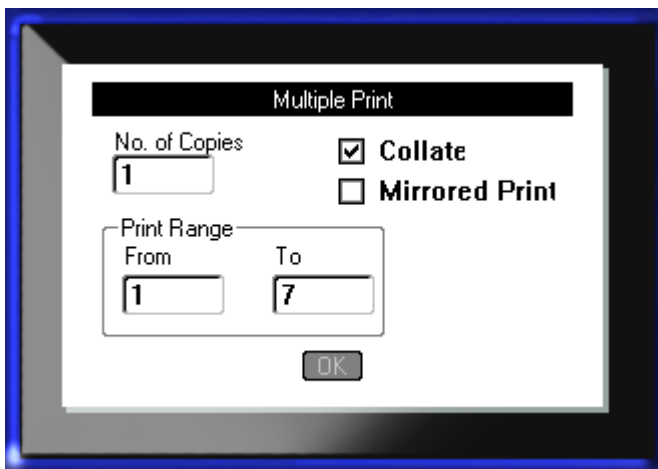 Multiple Print
No. of Copies
1
Collate
Mirrored Print
Print Range
From To
1 7
OK